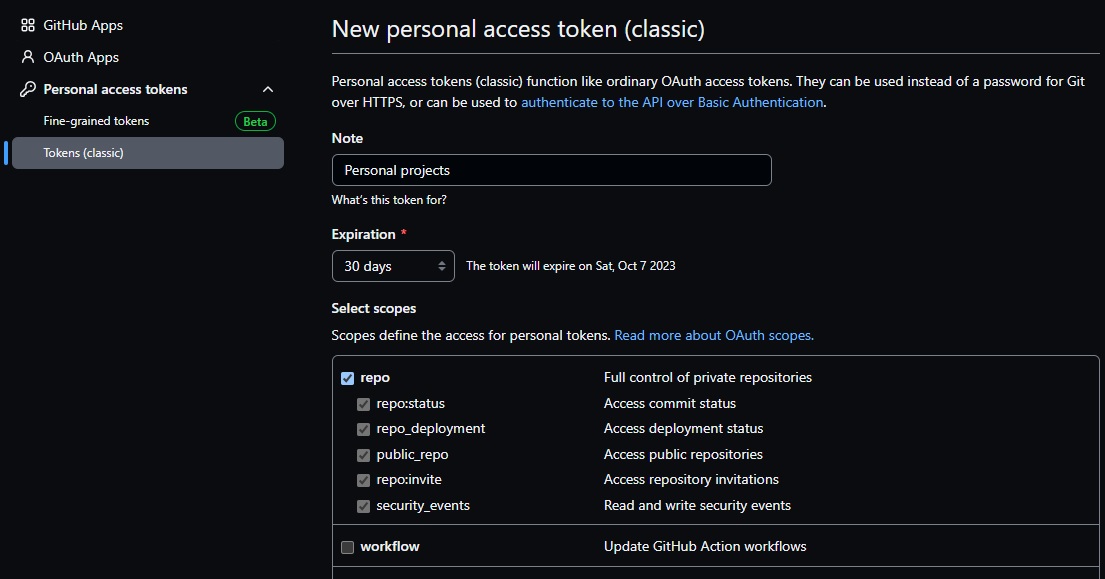 GitHub Apps
OAuth Apps
Personal access tokens
Fine-grained tokens
Beta
Tokens (classic)
New personal access token (classic)
Personal access tokens (classic) function like ordinary OAuth access tokens. They can be used instead of a password for Git
over HTTPS, or can be used to authenticate to the API over Basic Authentication.
Note
Personal projects
What's this token for?
Expiration *
30 days The token will expire on Sat, Oct 7 2023
Select scopes
Scopes define the access for personal tokens. Read more about OAuth scopes.
repo Full control of private repositories
repo:status Access commit status
repo_deployment Access deployment status
public_repo Access public repositories
repo:invite Access repository invitations
security_events Read and write security events
workflow Update GitHub Action workflows